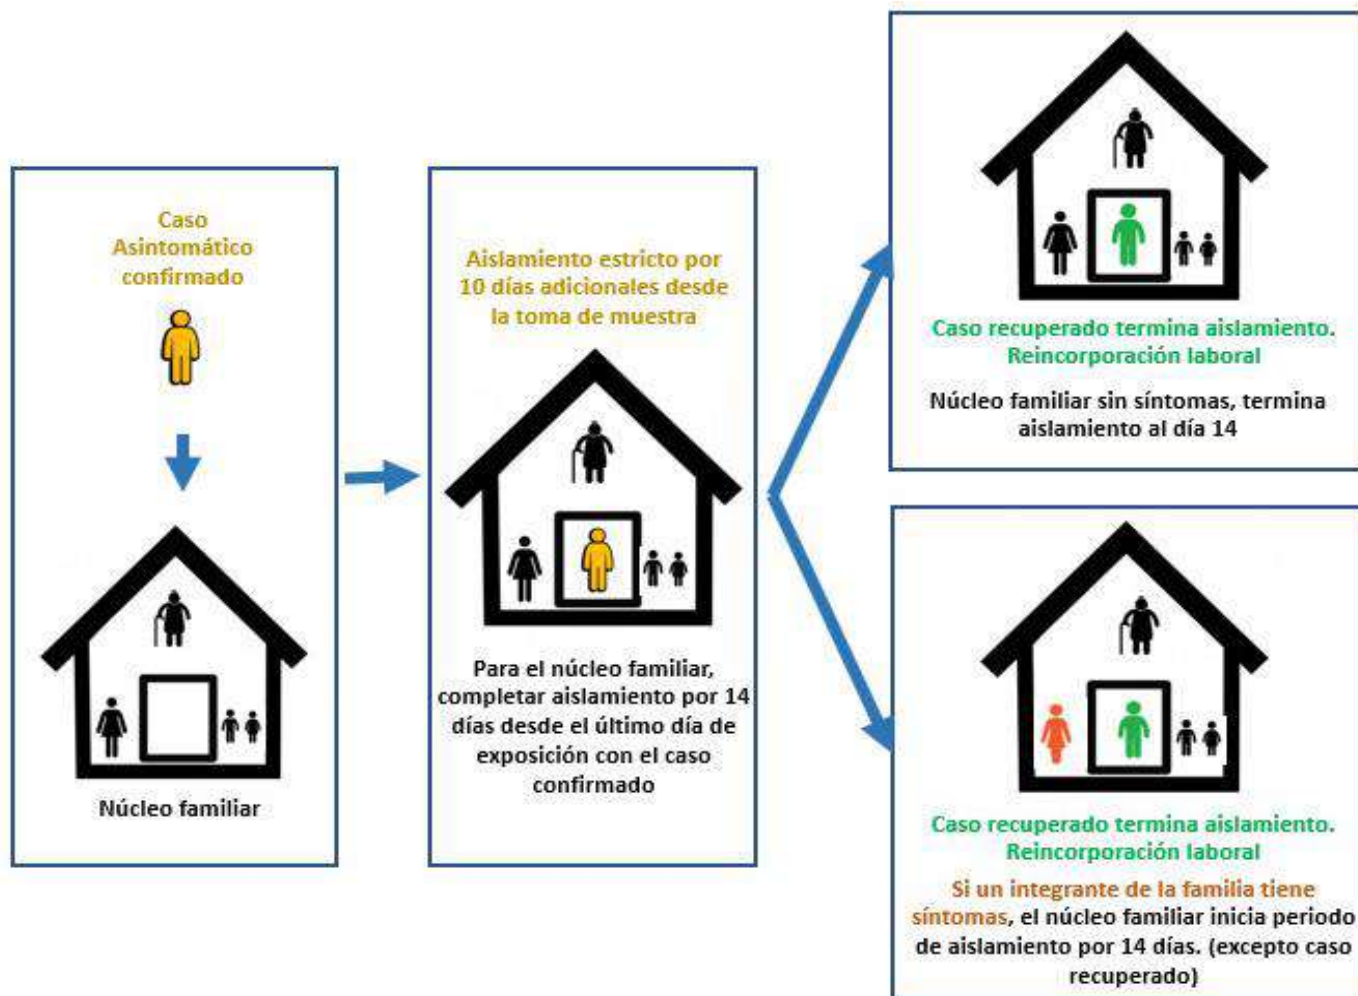 Caso
Asintomático
confirmado
Núcleo familiar
Aislamiento estricto por
10 días adicionales desde
la toma de muestra
Para el núcleo familiar,
completar aislamiento por 14
días desde el último día de
exposición con el caso
confirmado
Caso recuperado termina aislamiento.
Reincorporación laboral
Núcleo familiar sin síntomas, termina
aislamiento al día 14
Caso recuperado termina aislamiento.
Reincorporación laboral
Si un integrante de la familia tiene
síntomas, el núcleo familiar inicia periodo
de aislamiento por 14 días. (excepto caso
recuperado)